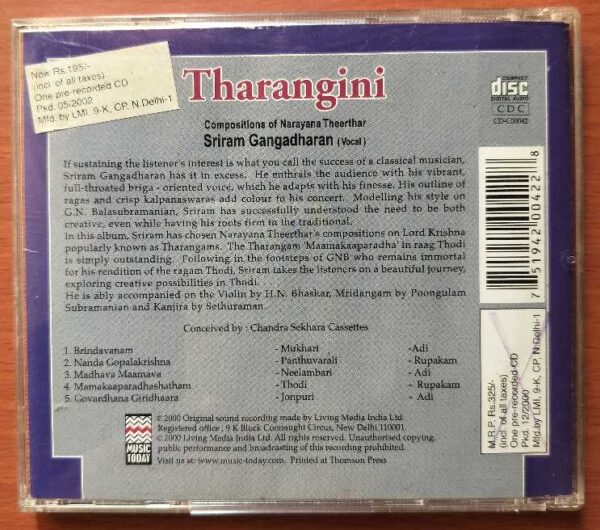 Now Rs.195/-
(incl. of all taxes)
One pre-recorded CD
Pkd. 05/2002
Mfd. by LMI, 9-K, CP, N.Delhi-1
Tharangini
COMPACT
disc
DIGITAL AUDIO
CDC
Compositions of Narayana Theerthar
Sriram Gangadharan (Vocal)
If sustaining the listener's interest is what you call the success of a classical musician,
Sriram Gangadharan has it in excess. He enthrals the audience with his vibrant,
full-throated briga - oriented voice, which he adapts with his finesse. His outline of
ragas and crisp kalpanaswaras add colour to his concert. Modelling his style on
G.N. Balasubramanian, Sriram has successfully understood the need to be both
creative, even while having his roots firm in the traditional.
In this album, Sriram has chosen Narayana Theerthar's compositions on Lord Krishna
popularly known as Tharangams. The Tharangam 'Maamakaaparadha' in raag Thodi
is simply outstanding. Following in the footsteps of GNB who remains immortal
for his rendition of the ragam Thodi, Sriram takes the listeners on a beautiful journey,
exploring creative possibilities in Thodi.
He is ably accompanied on the Violin by H.N. Bhaskar, Mridangam by Poongulam
Subramanian and Kanjira by Sethuraman.
7 51942 00422 8
Conceived by : Chandra Sekhara Cassettes
1. Brindavanam - Mukhari -Adi
2. Nanda Gopalakrishna - Panthuvarali - Rupakam
3. Madhava Maamava - Neelambari - Adi
4. Mamakaaparadhashatham - Thodi - Rupakam
5. Govardhana Giridhaara - Jonpuri - Adi
M.R.P. Rs.325/-
(incl. of all taxes)
One pre-recorded CD
Pkd. 12/2000
Mfd.by LMI, 9-K, CP, N.Delhi-1
MUSIC
TODAY
℗ 2000 Original sound recording made by Living Media India Ltd.
Registered office : 9 K Block Connaught Circus, New Delhi 110001.
© 2000 Living Media India Ltd. All rights reserved. Unauthorised copying,
public performance and broadcasting of this recording prohibited.
Visit us at: www.music-today.com. Printed at Thomson Press